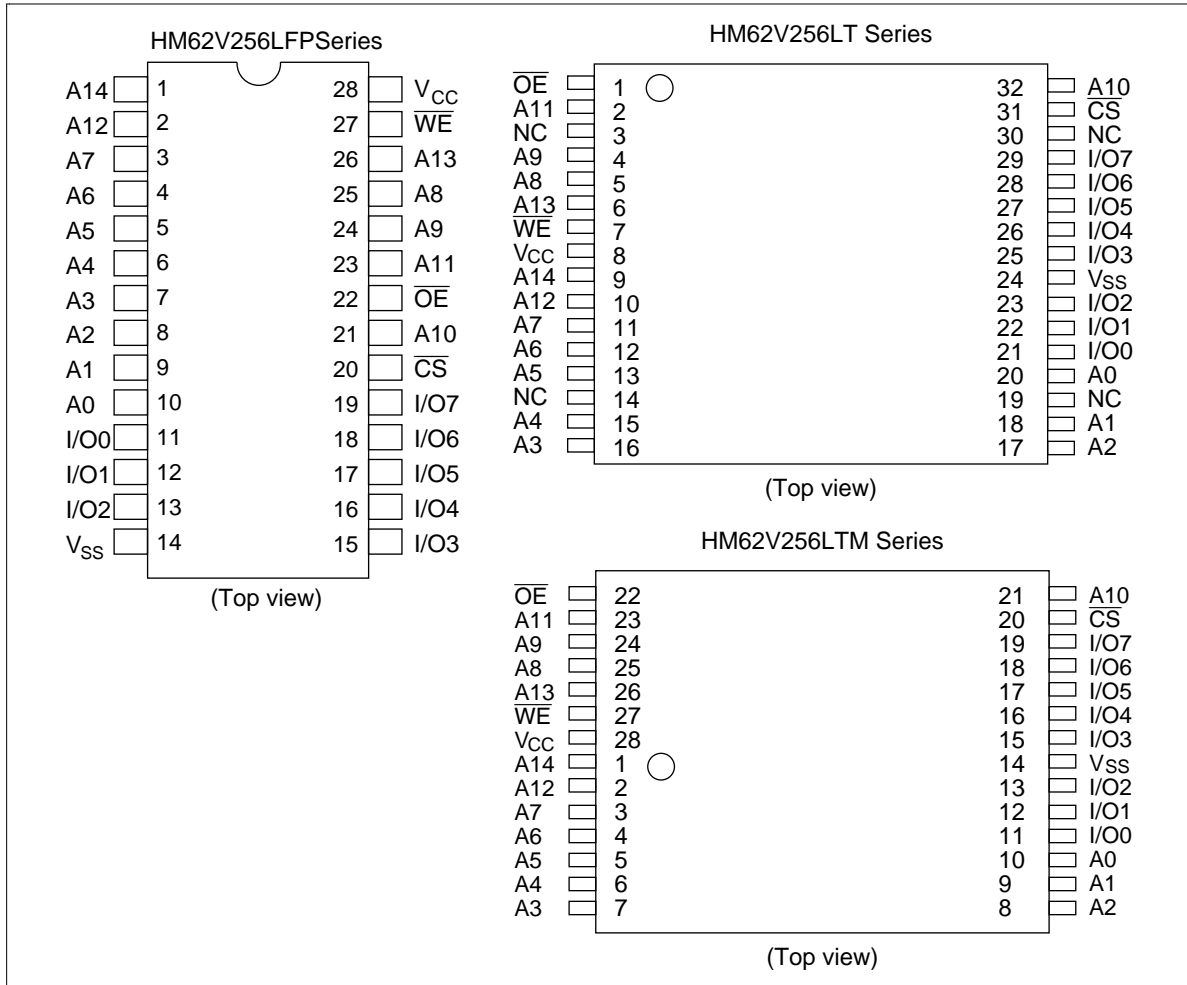 HM62V256LFPSeries
A14 1 28 VCC
A12 2 27 WE
A7 3 26 A13
A6 4 25 A8
A5 5 24 A9
A4 6 23 A11
A3 7 22 OE
A2 8 21 A10
A1 9 20 CS
A0 10 19 I/O7
I/O0 11 18 I/O6
I/O1 12 17 I/O5
I/O2 13 16 I/O4
VSS 14 15 I/O3
(Top view)
HM62V256LT Series
OE 1 32 A10
A11 2 31 CS
NC 3 30 NC
A9 4 29 I/O7
A8 5 28 I/O6
A13 6 27 I/O5
WE 7 26 I/O4
VCC 8 25 I/O3
A14 9 24 VSS
A12 10 23 I/O2
A7 11 22 I/O1
A6 12 21 I/O0
A5 13 20 A0
NC 14 19 NC
A4 15 18 A1
A3 16 17 A2
(Top view)
HM62V256LTM Series
OE 22 21 A10
A11 23 20 CS
A9 24 19 I/O7
A8 25 18 I/O6
A13 26 17 I/O5
WE 27 16 I/O4
VCC 28 15 I/O3
A14 1 14 VSS
A12 2 13 I/O2
A7 3 12 I/O1
A6 4 11 I/O0
A5 5 10 A0
A4 6 9 A1
A3 7 8 A2
(Top view)